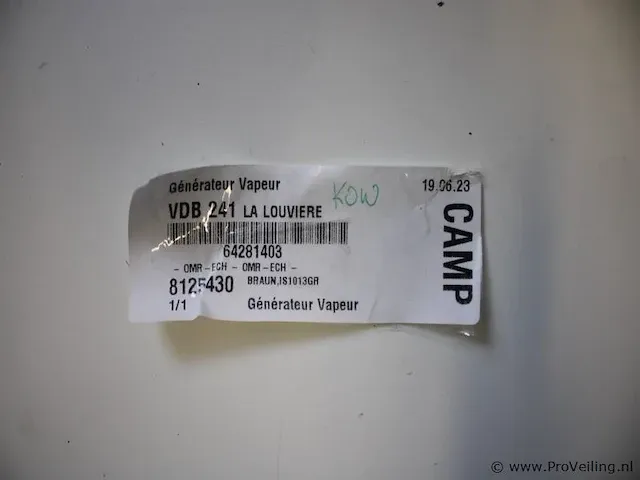 Générateur Vapeur
KOW
19.06.23
VDB 241 LA LOUVIERE
64281403
- OMR-ECH - OMR-ECH -
8125430 BRAUN,IS1013GR
1/1 Générateur Vapeur
CAMP
© www.ProVeiling.nl